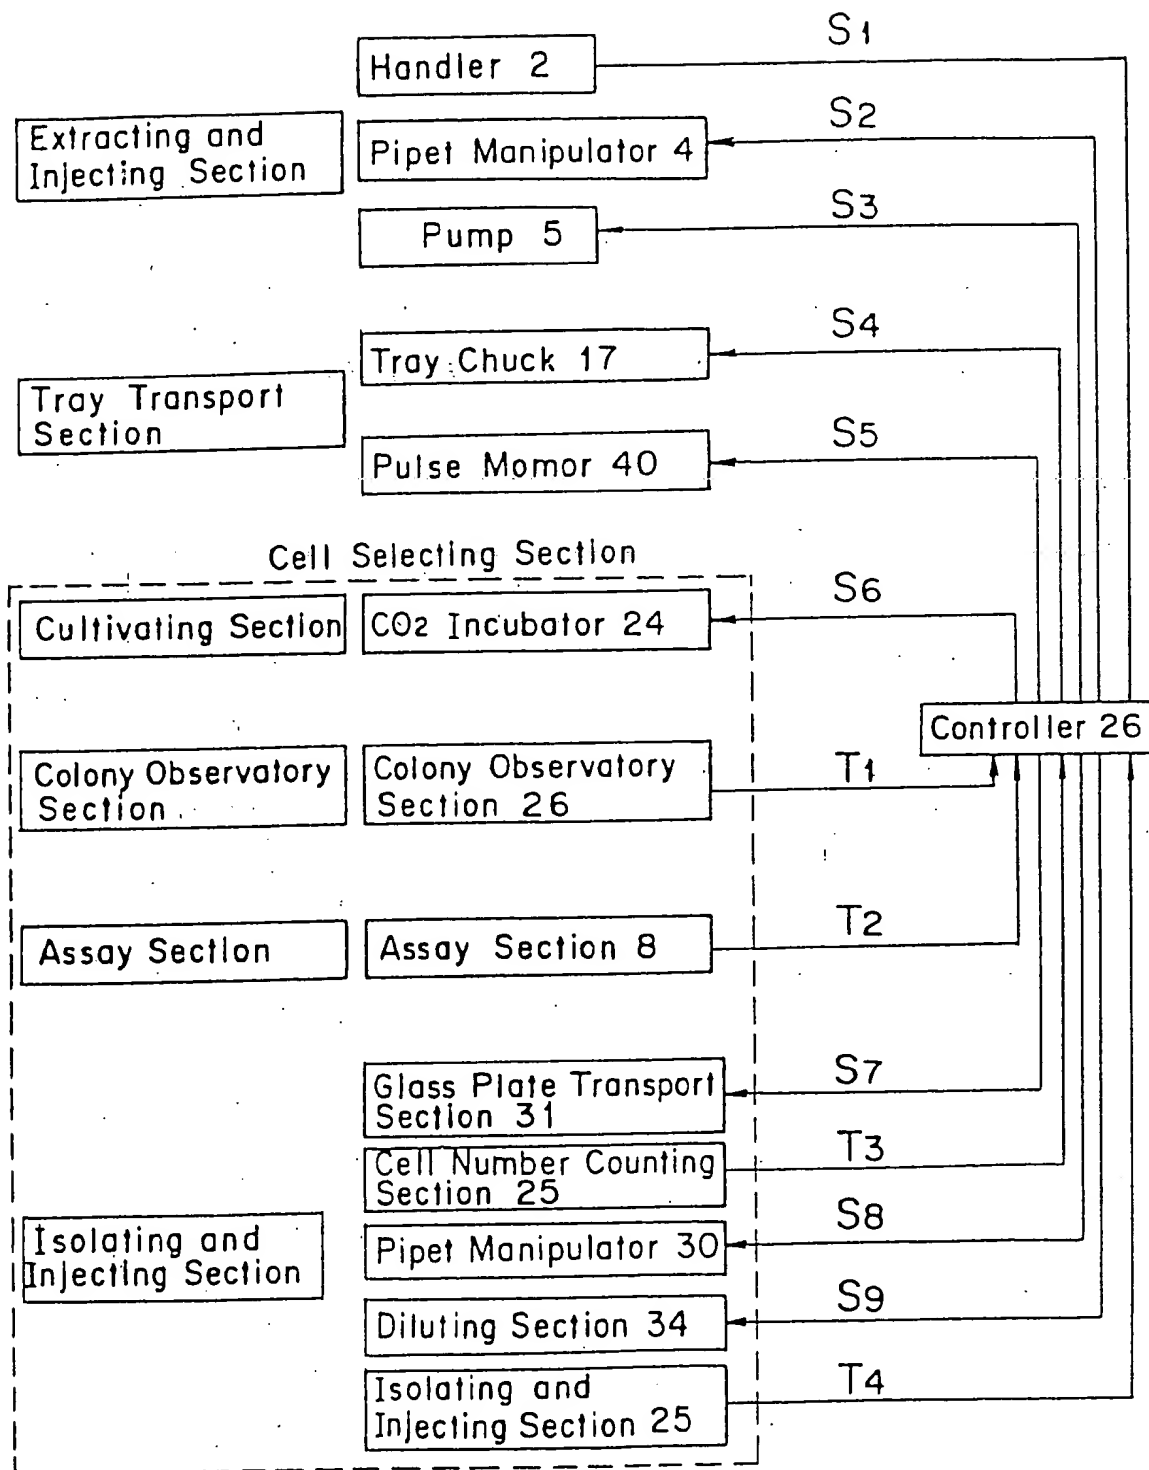 S1
Handler 2
S2
Extracting and
Injecting Section
Pipet Manipulator 4
S3
Pump 5
S4
Tray Chuck 17
Tray Transport
Section
S5
Pulse Momor 40
Cell Selecting Section
S6
Cultivating Section
CO2 Incubator 24
Controller 26
Colony Observatory
Section
Colony Observatory
Section 26
T1
T2
Assay Section
Assay Section 8
S7
Glass Plate Transport
Section 31
T3
Cell Number Counting
Section 25
S8
Isolating and
Injecting Section
Pipet Manipulator 30
S9
Diluting Section 34
T4
Isolating and
Injecting Section 25